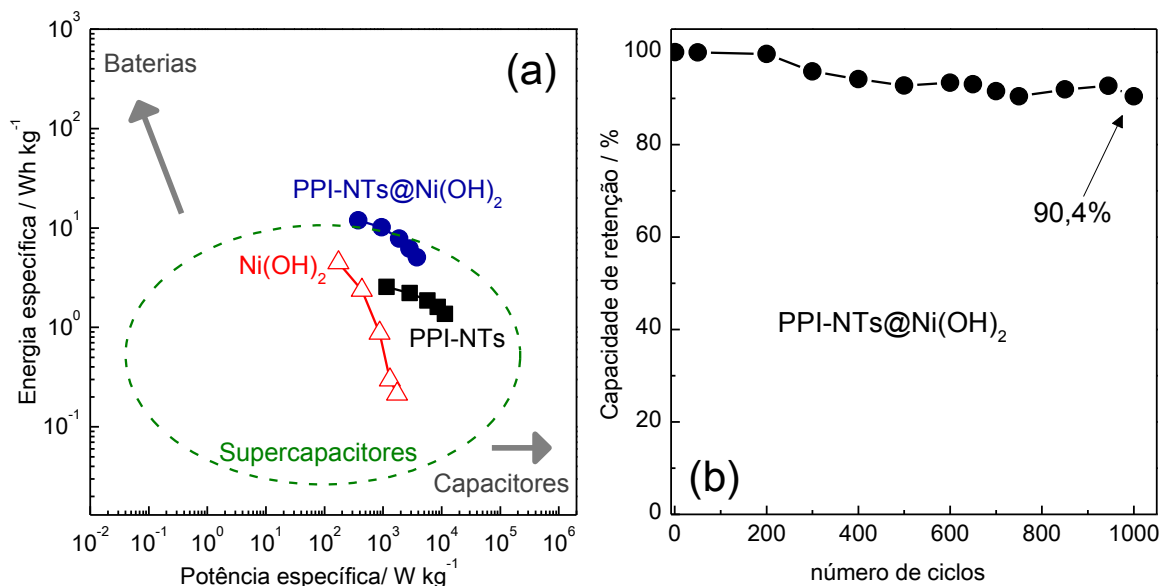 (a)
Energia específica / Wh kg⁻¹
10³
10²
10¹
10⁰
10⁻¹
Baterias
PPI-NTs@Ni(OH)₂
Ni(OH)₂
PPI-NTs
Supercapacitores
Capacitores
10⁻² 10⁻¹ 10⁰ 10¹ 10² 10³ 10⁴ 10⁵ 10⁶
Potência específica/ W kg⁻¹
Capacidade de retenção / %
100
80
60
40
20
0
90,4%
PPI-NTs@Ni(OH)₂
(b)
0 200 400 600 800 1000
número de ciclos